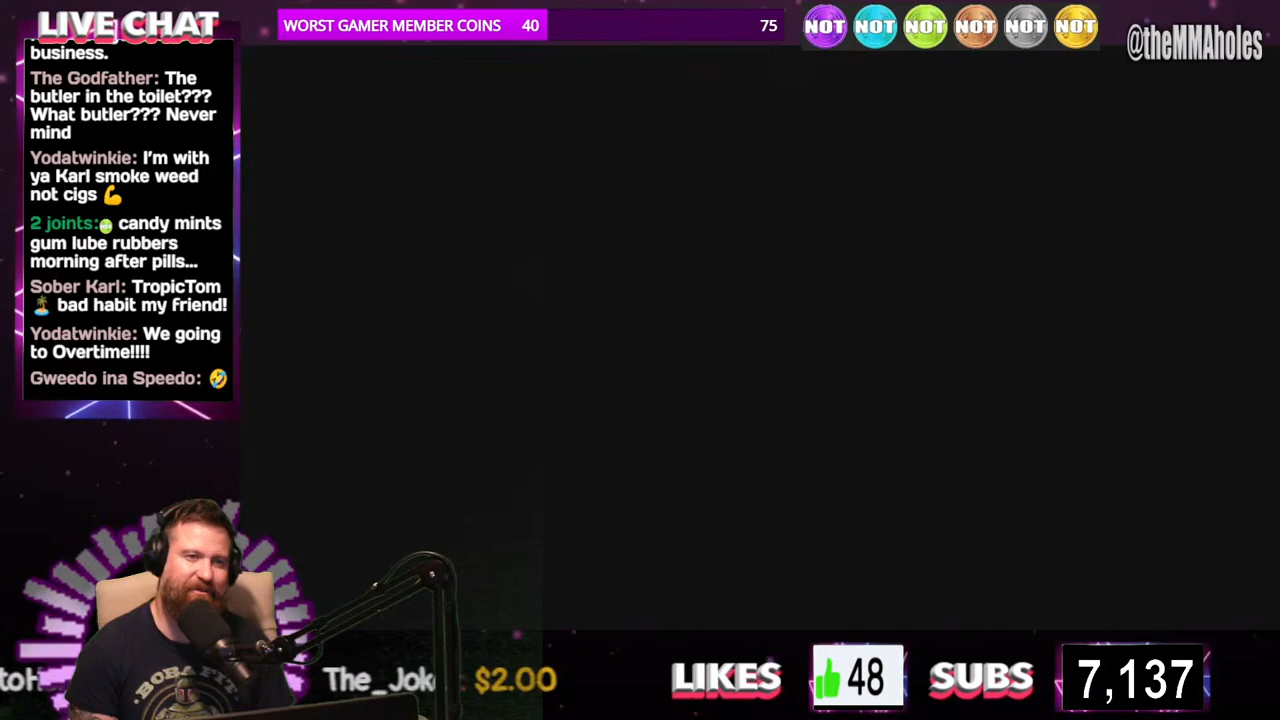 LIVE CHAT
business.
The Godfather: The
butler in the toilet???
What butler??? Never
mind
Yodatwinkie: I'm with
ya Karl smoke weed
not cigs 💪
2 joints: candy mints
gum lube rubbers
morning after pills...
Sober Karl: TropicTom
🏝️ bad habit my friend!
Yodatwinkie: We going
to Overtime!!!!
Gweedo ina Speedo: 🤣
WORST GAMER MEMBER COINS 40 75
NOT NOT NOT NOT NOT NOT
@theMMAholes
BOBA FIT
The_Jok $2.00
LIKES 48 SUBS 7,137